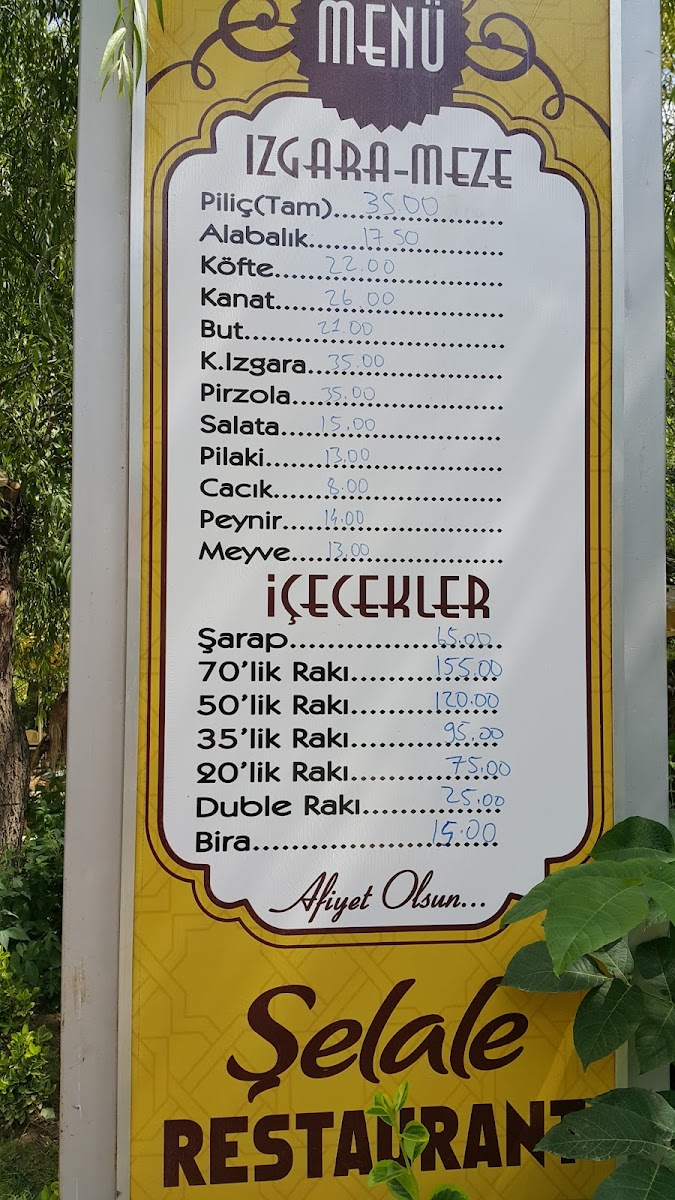 MENÜ
IZGARA-MEZE
Piliç(Tam).... 35.00
Alabalık........ 17.50
Köfte........ 22.00
Kanat........ 26.00
But........ 21.00
K.Izgara........ 35.00
Pirzola........ 35.00
Salata........ 15.00
Pilaki........ 13.00
Cacık........ 8.00
Peynir........ 14.00
Meyve........ 13.00
İÇECEKLER
Şarap........ 65.00
70'lik Rakı........ 155.00
50'lik Rakı........ 120.00
35'lik Rakı........ 95.00
20'lik Rakı........ 75.00
Duble Rakı........ 25.00
Bira........ 15.00
Afiyet Olsun...
Şelale
RESTAURANT